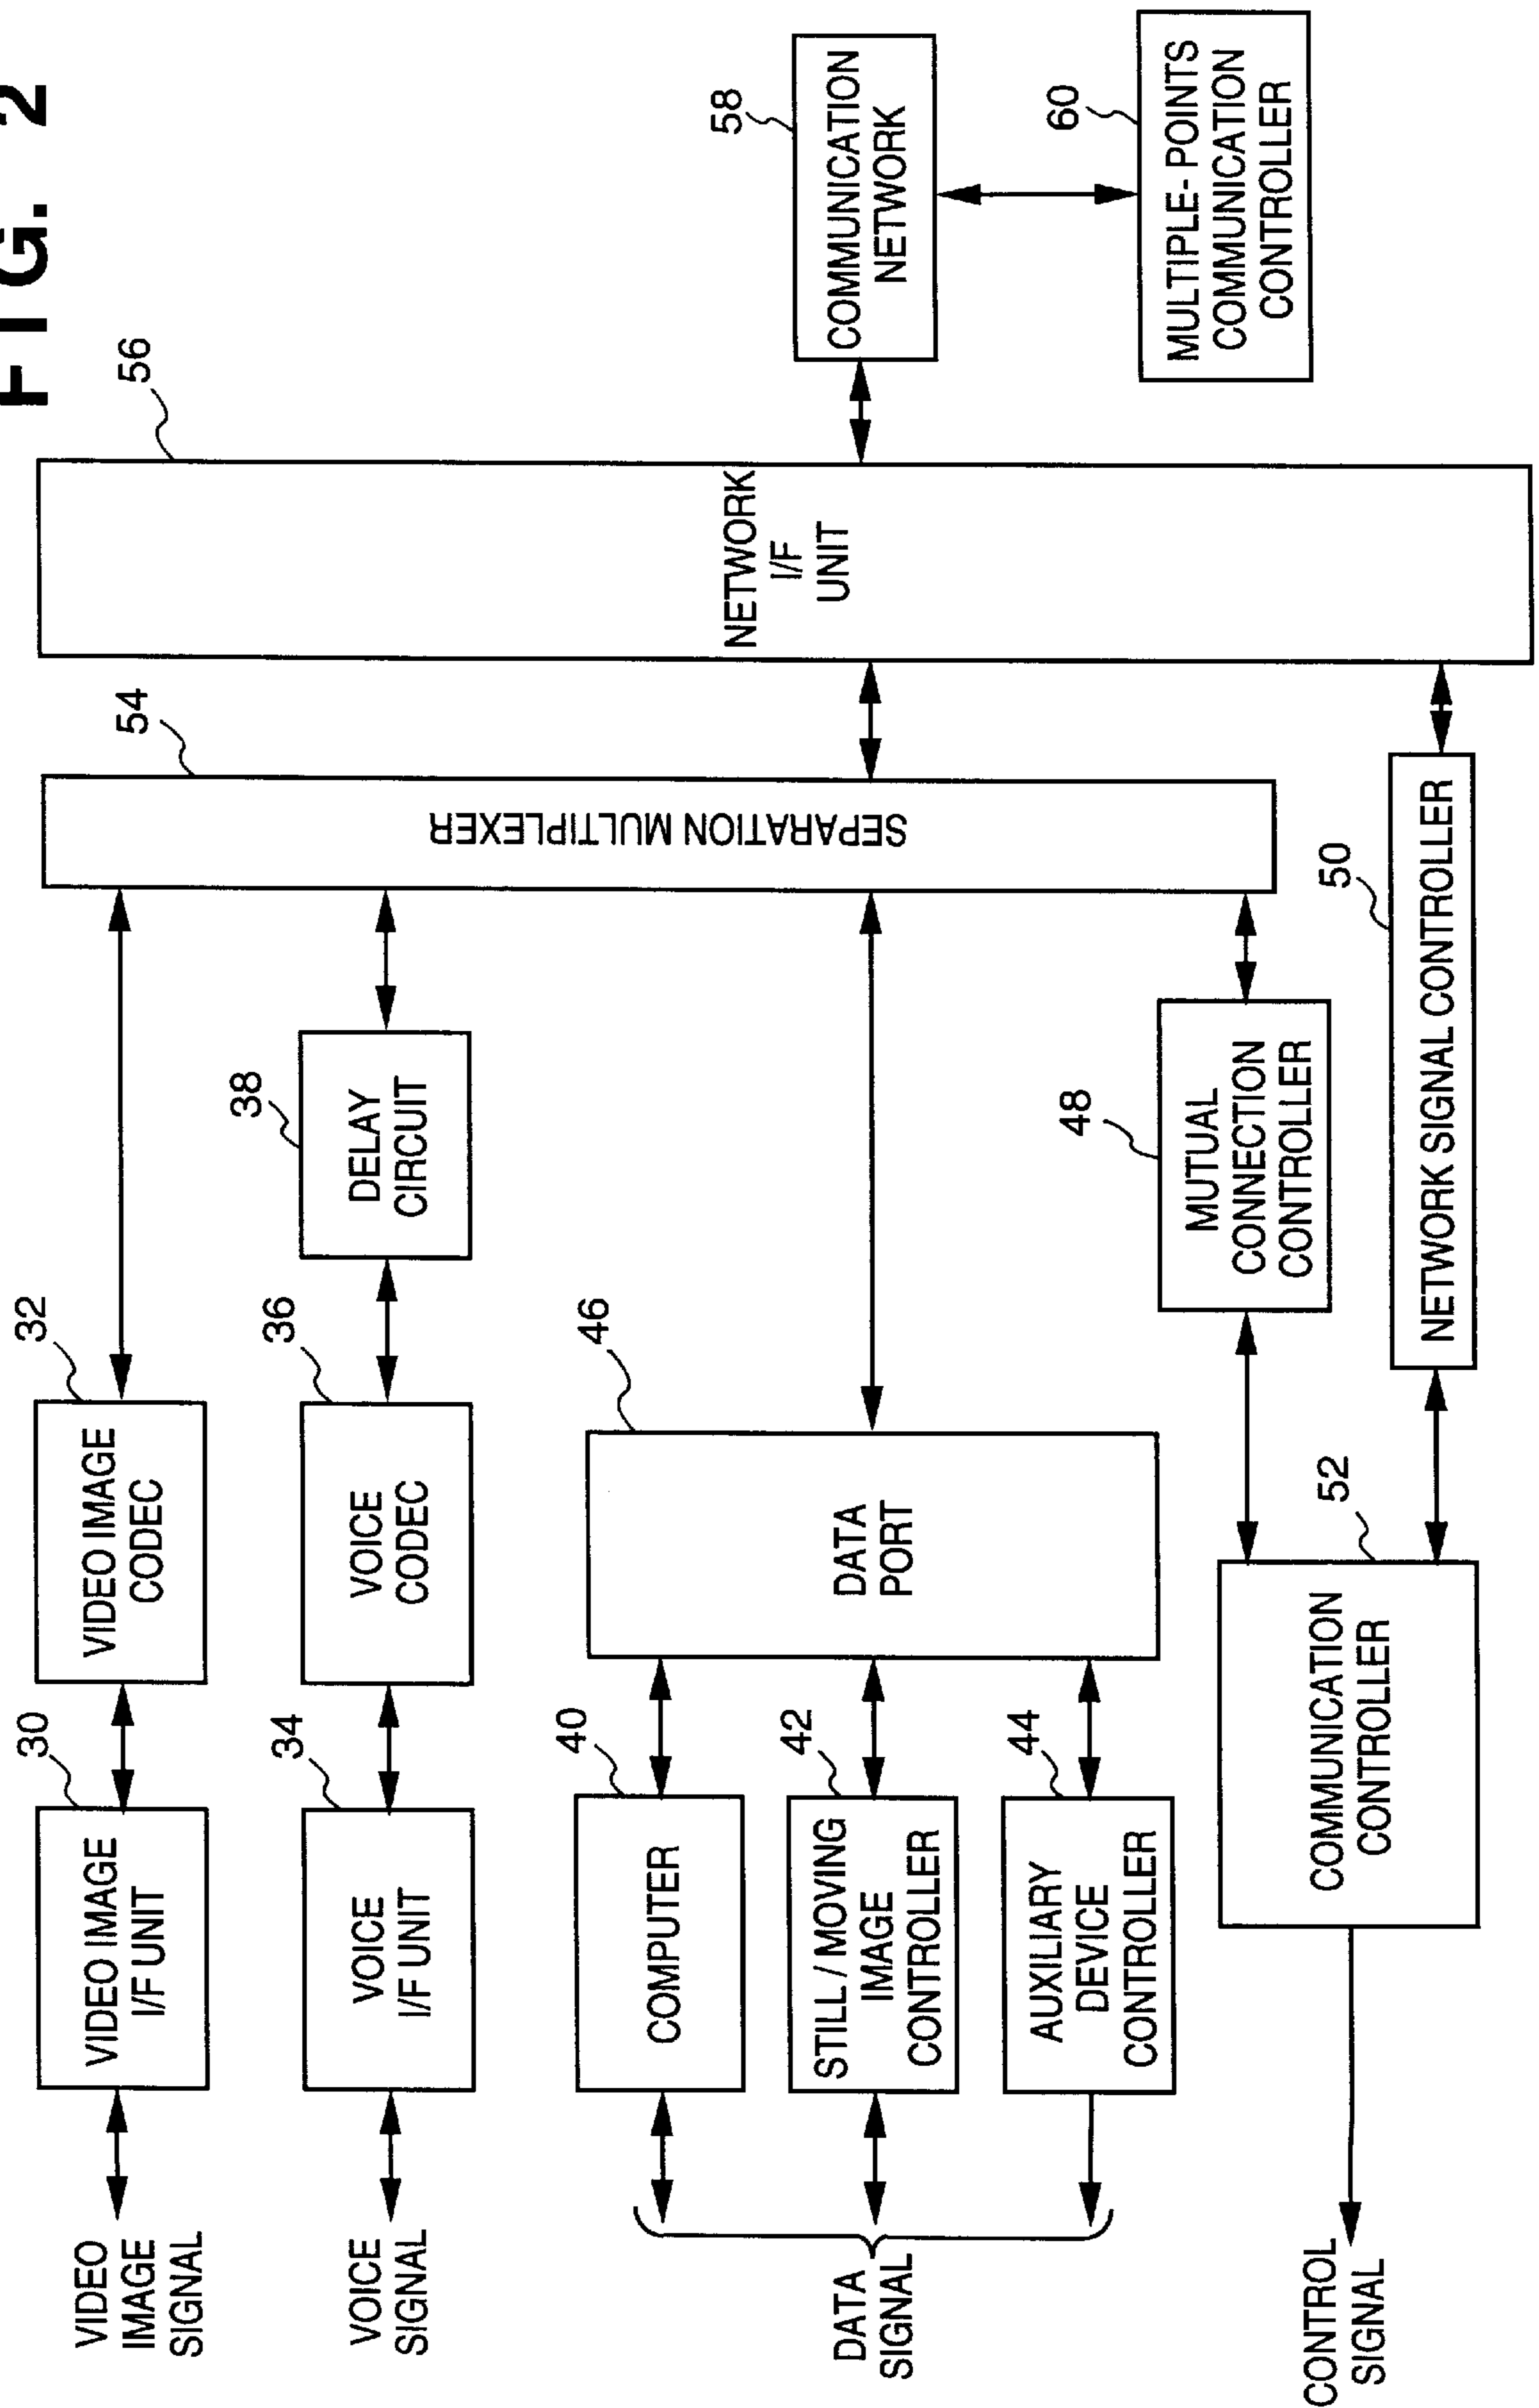 FIG. 2
VIDEO
IMAGE
SIGNAL
30
VIDEO IMAGE
I/F UNIT
32
VIDEO IMAGE
CODEC
VOICE
SIGNAL
34
VOICE
I/F UNIT
36
VOICE
CODEC
38
DELAY
CIRCUIT
DATA
SIGNAL
40
COMPUTER
42
STILL / MOVING
IMAGE
CONTROLLER
44
AUXILIARY
DEVICE
CONTROLLER
46
DATA
PORT
CONTROL
SIGNAL
52
COMMUNICATION
CONTROLLER
48
MUTUAL
CONNECTION
CONTROLLER
50
NETWORK SIGNAL CONTROLLER
54
SEPARATION MULTIPLEXER
56
NETWORK
I/F
UNIT
58
COMMUNICATION
NETWORK
60
MULTIPLE- POINTS
COMMUNICATION
CONTROLLER